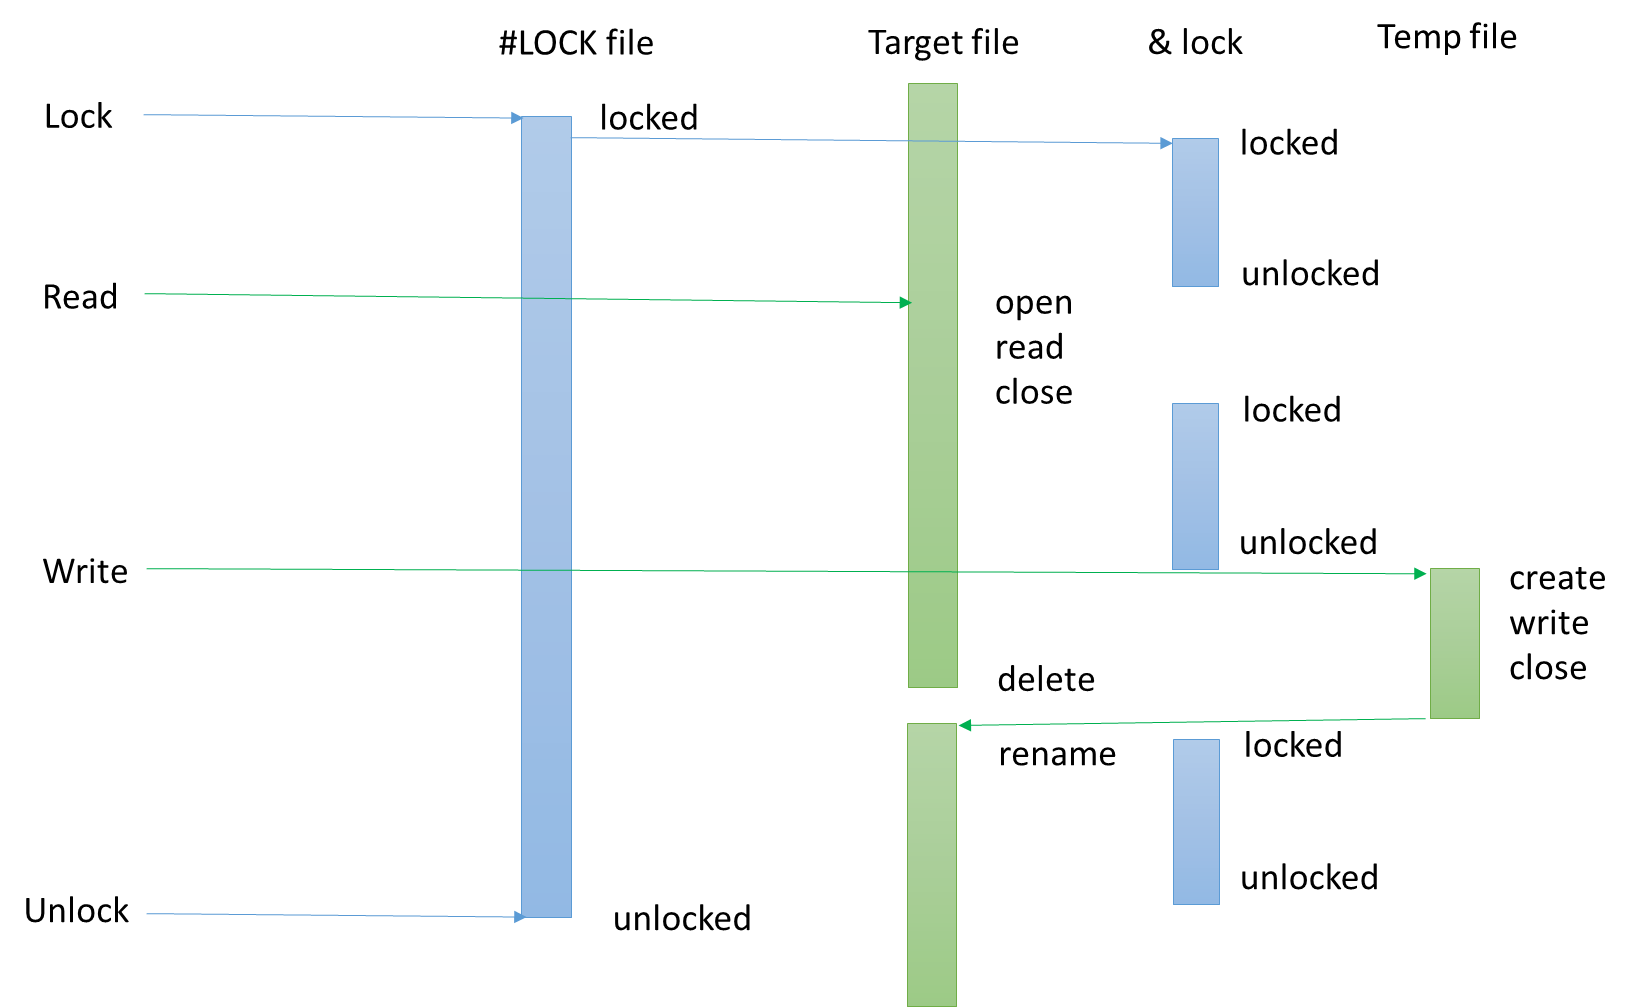 #LOCK file
Target file
& lock
Temp file
Lock
locked
locked
unlocked
Read
open
read
close
locked
unlocked
Write
create
write
close
delete
rename
locked
unlocked
Unlock
unlocked